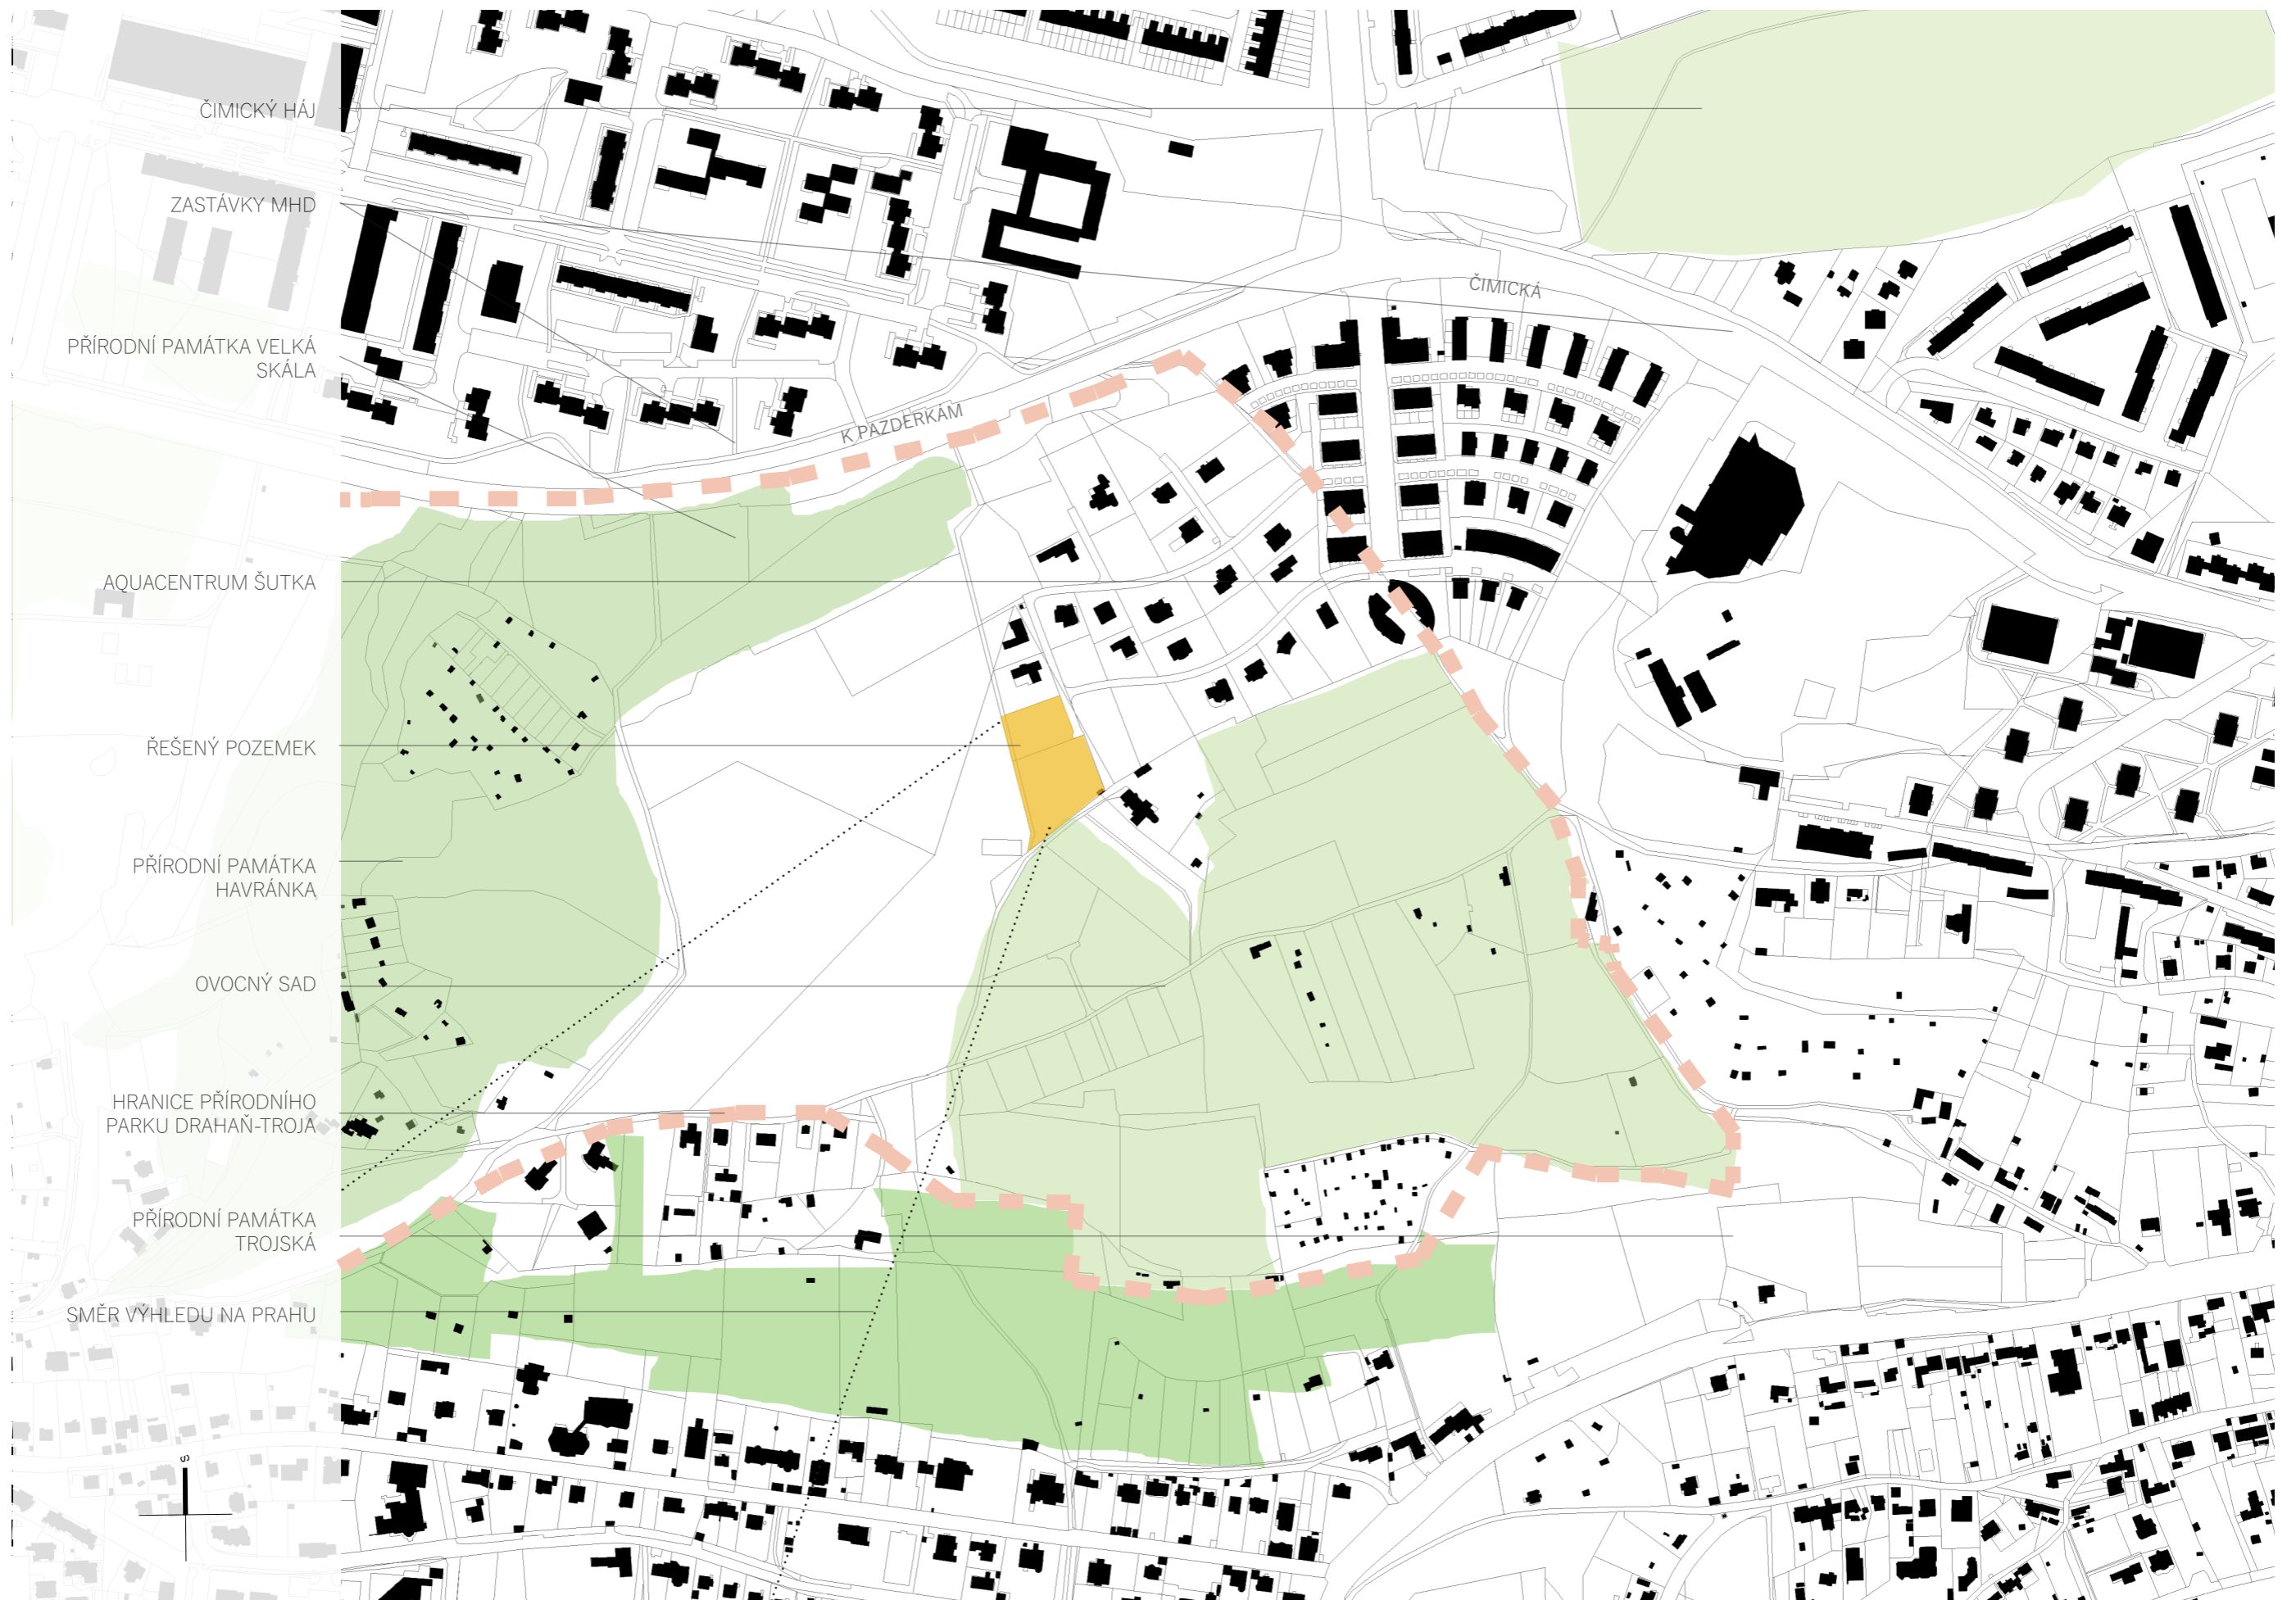 ČIMICKÝ HÁJ
ZASTÁVKY MHD
ČIMICKÁ
PŘÍRODNÍ PAMÁTKA VELKÁ
SKÁLA
K PAZDERKÁM
AQUACENTRUM ŠUTKA
ŘEŠENÝ POZEMEK
PŘÍRODNÍ PAMÁTKA
HAVRÁNKA
OVOCNÝ SAD
HRANICE PŘÍRODNÍHO
PARKU DRAHAŇ-TROJA
PŘÍRODNÍ PAMÁTKA
TROJSKÁ
SMĚR VÝHLEDU NA PRAHU
S